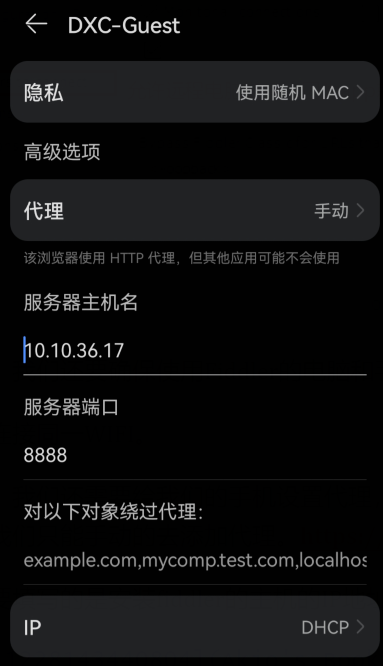 DXC-Guest
隐私 使用随机 MAC
高级选项
代理 手动
该浏览器使用 HTTP 代理，但其他应用可能不会使用
服务器主机名
10.10.36.17
服务器端口
8888
对以下对象绕过代理：
example.com,mycomp.test.com,localhos
IP DHCP